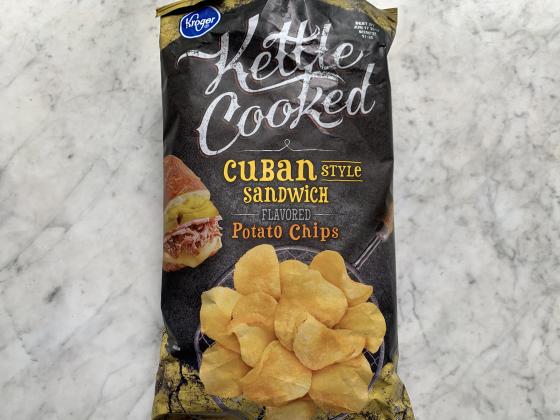 Kroger
Kettle
Cooked
CUBAN STYLE
SANDWICH
FLAVORED
Potato Chips